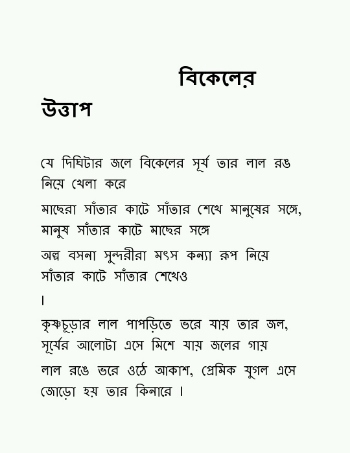 বিকেলের
উত্তাপ
যে দিঘিটার জলে বিকেলের সূর্য তার লাল রঙ
নিয়ে খেলা করে
মাছেরা সাঁতার কাটে সাঁতার শেখে মানুষের সঙ্গে,
মানুষ সাঁতার কাটে মাছের সঙ্গে
অল্প বসনা সুন্দরীরা মৎস কন্যা রূপ নিয়ে
সাঁতার কাটে সাঁতার শেখেও
।
কৃষ্ণচূড়ার লাল পাপড়িতে ভরে যায় তার জল,
সূর্যের আলোটা এসে মিশে যায় জলের গায়
লাল রঙে ভরে ওঠে আকাশ, প্রেমিক যুগল এসে
জোড়ো হয় তার কিনারে ।